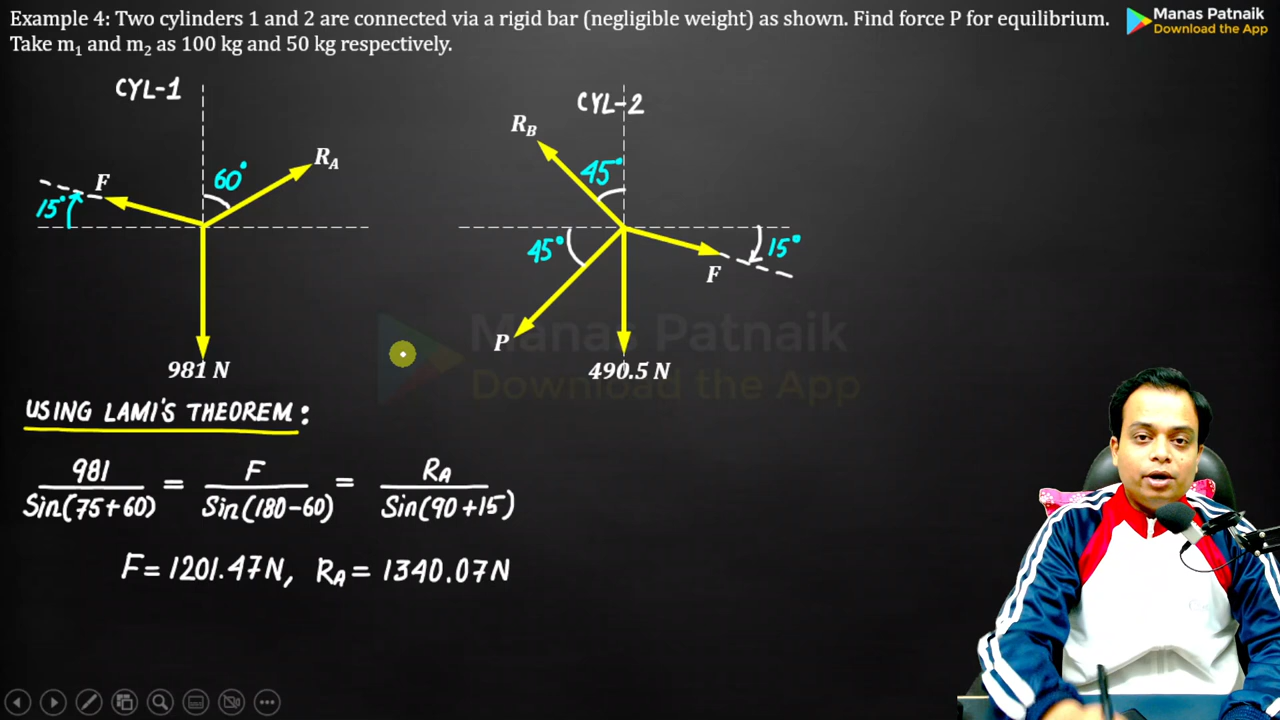 Example 4: Two cylinders 1 and 2 are connected via a rigid bar (negligible weight) as shown. Find force P for equilibrium.
Take m₁ and m₂ as 100 kg and 50 kg respectively.
Manas Patnaik
Download the App
CYL-1
60°
R_A
F
15°
981 N
CYL-2
R_B
45°
45°
15°
F
P
490.5 N
Manas Patnaik
Download the App
USING LAMI'S THEOREM:
981/Sin(75+60) = F/Sin(180-60) = R_A/Sin(90+15)
F = 1201.47N, R_A = 1340.07N